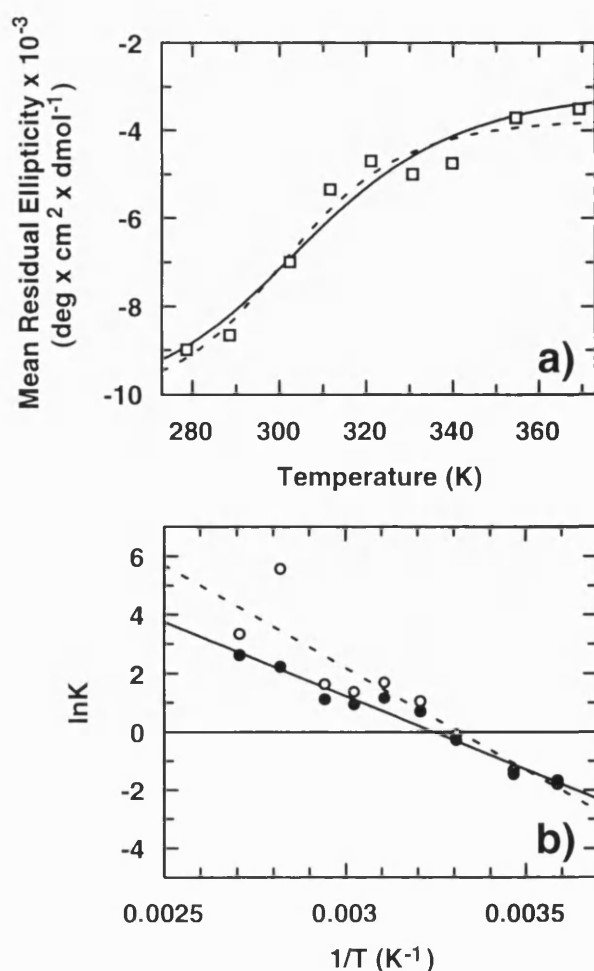 Mean Residual Ellipticity x 10-3
(deg x cm2 x dmol-1)
-2
-4
-6
-8
-10
a)
280 300 320 340 360
Temperature (K)
lnK
6
4
2
0
-2
-4
b)
0.0025 0.003 0.0035
1/T (K-1)